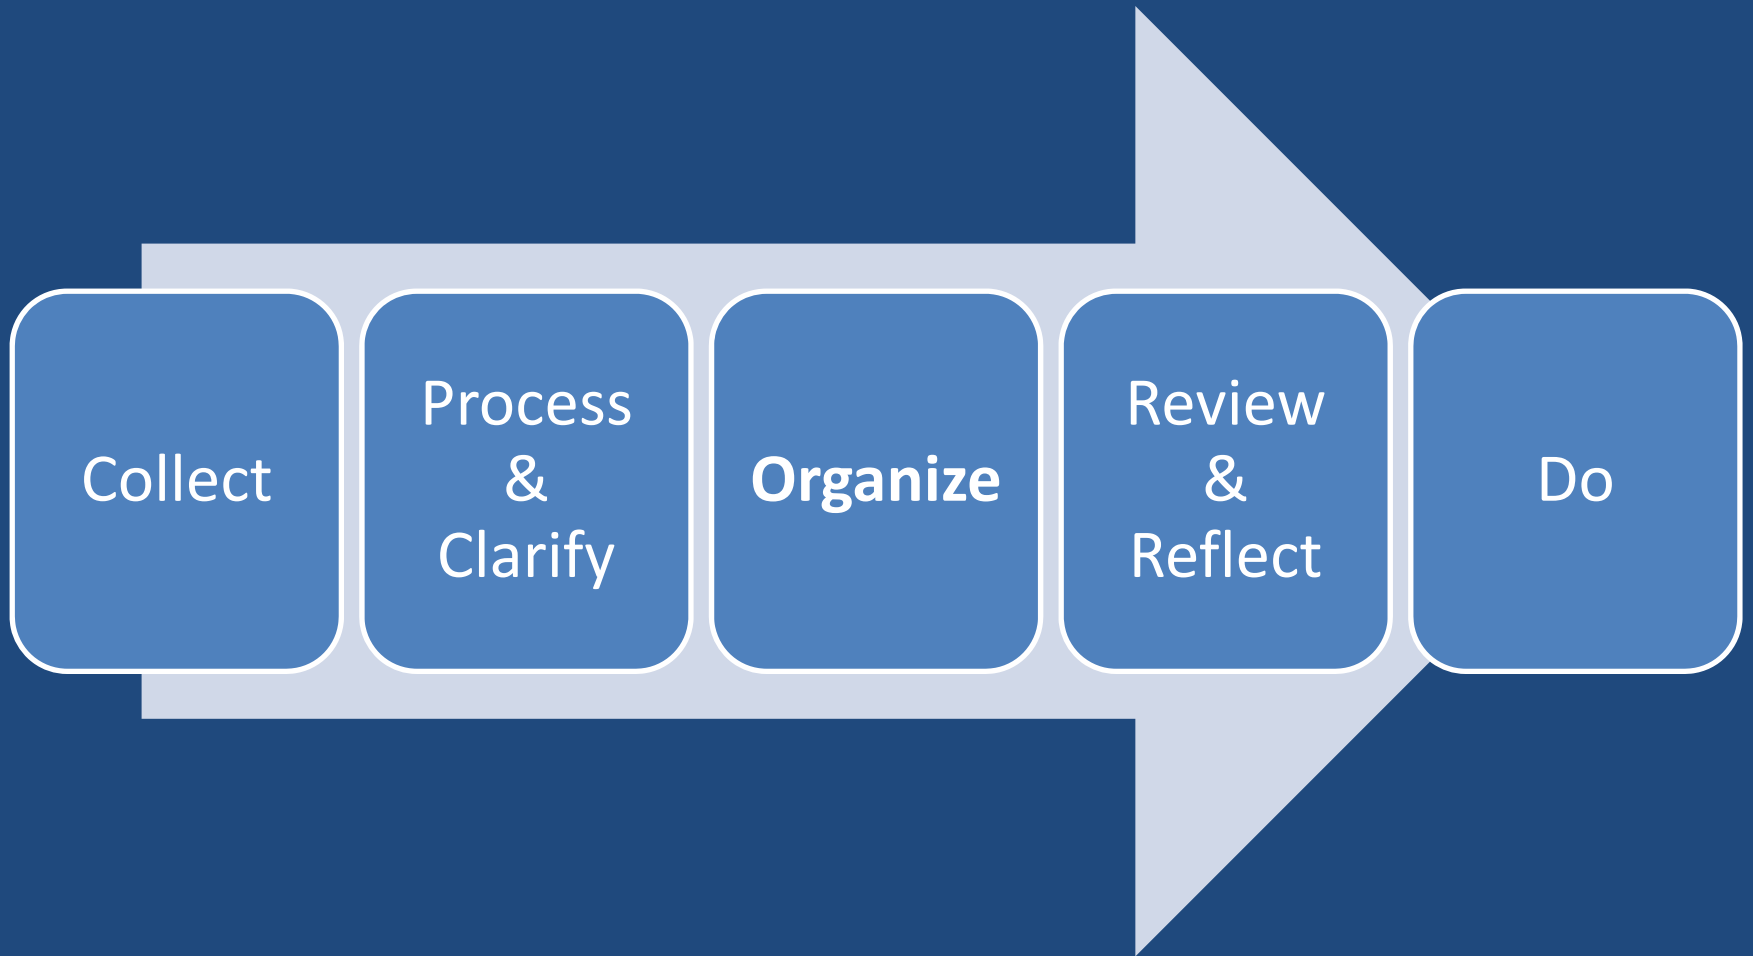 Collect
Process
&
Clarify
Organize
Review
&
Reflect
Do